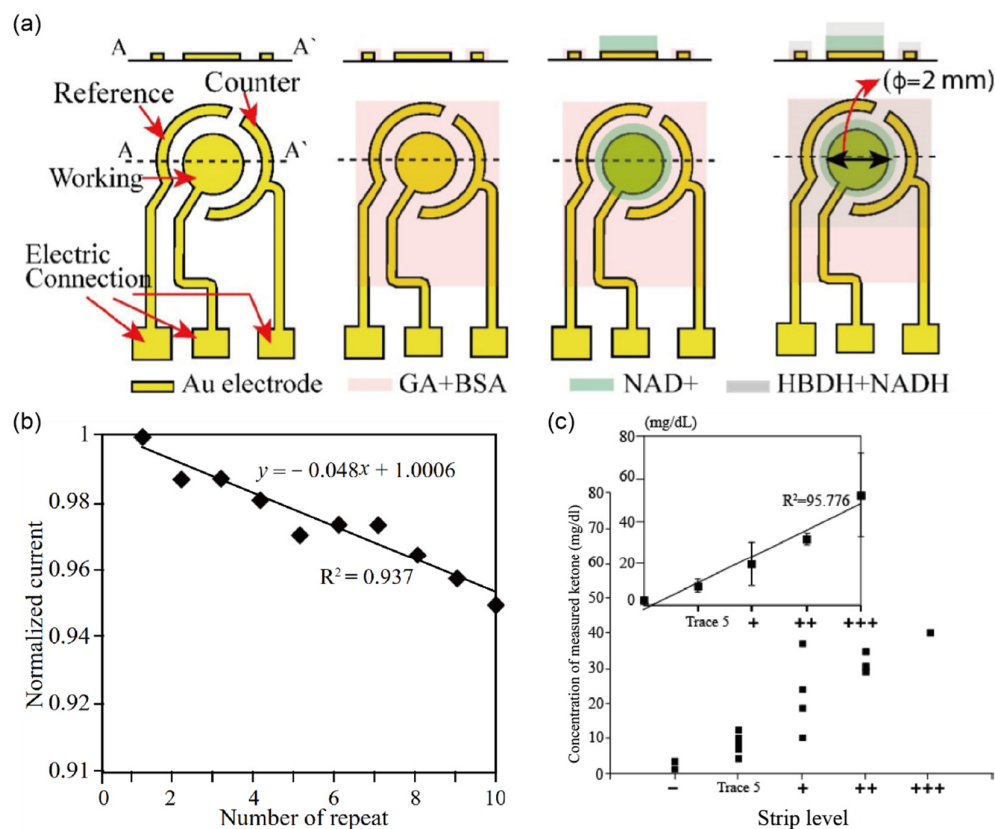 (a)
A
A`
Reference
Counter
A
A`
Working
Electric
Connection
(ϕ=2 mm)
Au electrode
GA+BSA
NAD+
HBDH+NADH
(b)
1
0.98
0.96
0.94
0.92
0.91
Normalized current
y = − 0.048x + 1.0006
R² = 0.937
0 2 4 6 8 10
Number of repeat
(c)
(mg/dL)
80
60
40
20
0
R²=95.776
Trace 5 + ++ +++
80
70
60
50
40
30
20
10
0
Concentration of measured ketone (mg/dl)
− Trace 5 + ++ +++
Strip level